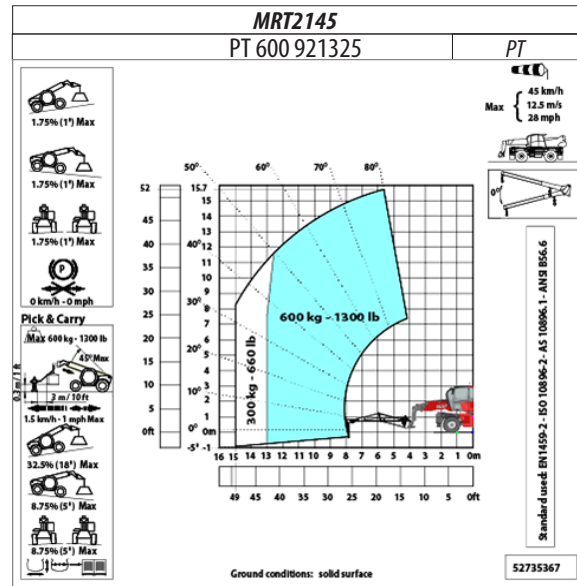 MRT2145
PT 600 921325
PT
1.75% (1°) Max
1.75% (1°) Max
1.75% (1°) Max
P
0 km/h - 0 mph
Pick & Carry
Max 600 kg - 1300 lb
45° Max
0.3 m / 1 ft
3 m / 10 ft
1.5 km/h - 1 mph Max
32.5% (18°) Max
8.75% (5°) Max
8.75% (5°) Max
Max
45 km/h
12.5 m/s
28 mph
0°
50° 60° 70° 80°
40°
30°
20°
10°
0°
-5°
52
45
40
35
30
25
20
15
10
5
0ft
15.7
15
14
13
12
11
10
9
8
7
6
5
4
3
2
1
0m
-1
600 kg - 1300 lb
300 kg - 660 lb
16 15 14 13 12 11 10 9 8 7 6 5 4 3 2 1 0m
49 45 40 35 30 25 20 15 10 5 0ft
Standard used: EN1459-2 - ISO 10896-2 - AS 10896.1 - ANSI B56.6
Ground conditions: solid surface
52735367